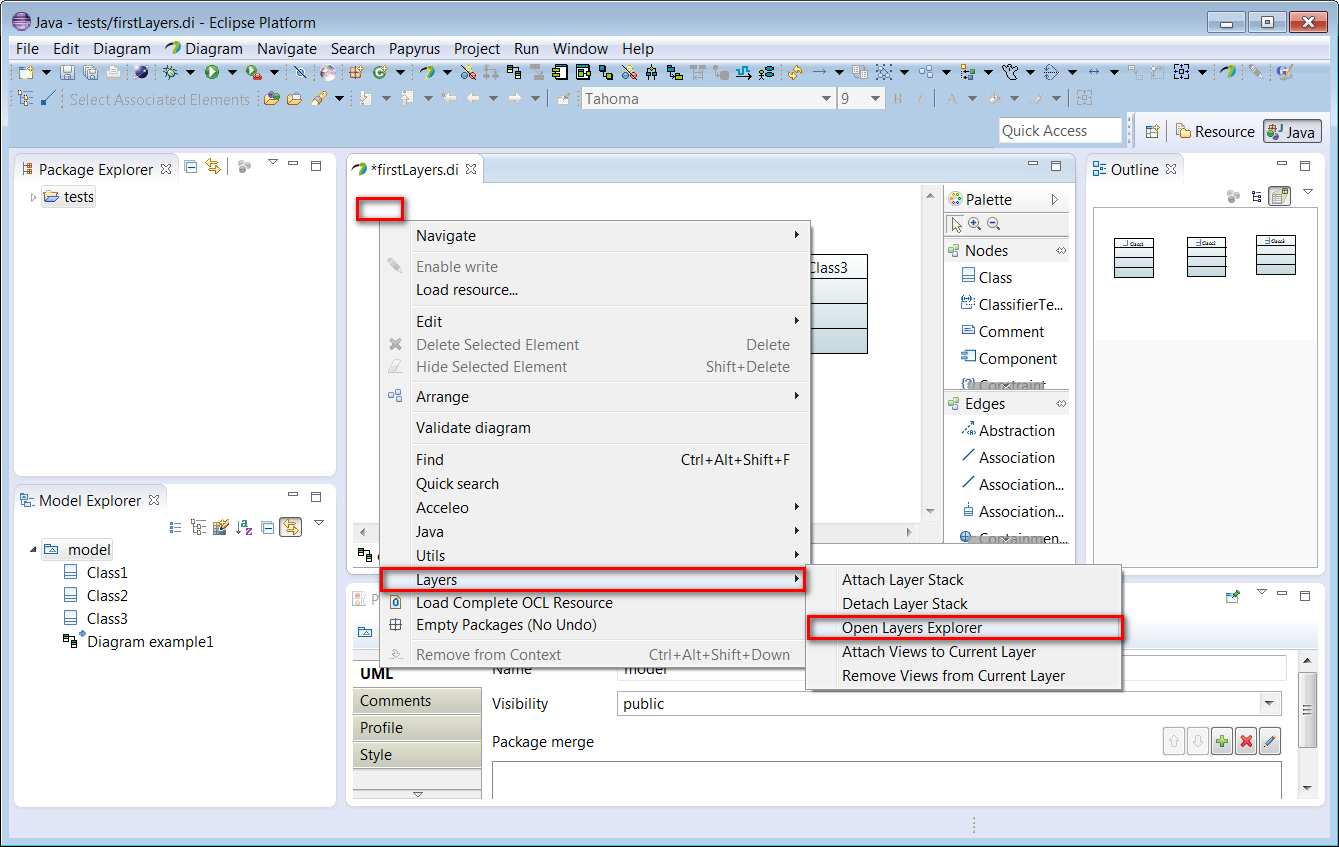 Java - tests/firstLayers.di - Eclipse Platform
File Edit Diagram Diagram Navigate Search Papyrus Project Run Window Help
Select Associated Elements Tahoma 9 B I A
Quick Access Resource Java
Package Explorer
tests
*firstLayers.di
Class3
Navigate
Enable write
Load resource...
Edit
Delete Selected Element Delete
Hide Selected Element Shift+Delete
Arrange
Validate diagram
Find Ctrl+Alt+Shift+F
Quick search
Acceleo
Java
Utils
Layers
Load Complete OCL Resource
Empty Packages (No Undo)
Remove from Context Ctrl+Alt+Shift+Down
Attach Layer Stack
Detach Layer Stack
Open Layers Explorer
Attach Views to Current Layer
Remove Views from Current Layer
Palette
Nodes
Class
ClassifierTe...
Comment
Component
Constraint
Edges
Abstraction
Association
Association...
Association...
Containmen...
Outline
Model Explorer
model
Class1
Class2
Class3
Diagram example1
P
UML
Comments
Profile
Style
Name model
Visibility public
Package merge